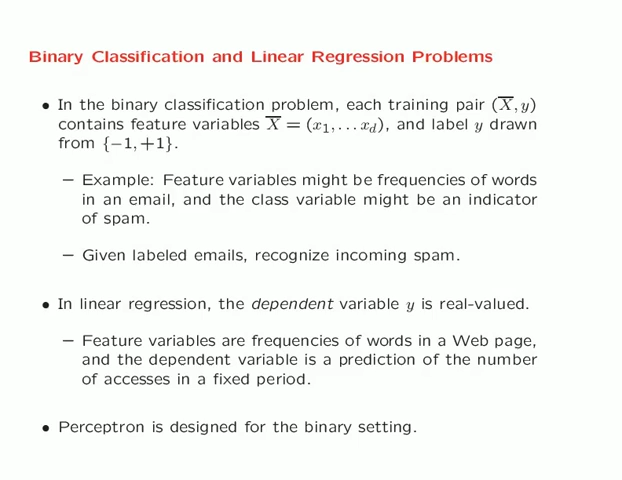 Binary Classification and Linear Regression Problems
• In the binary classification problem, each training pair (X̅, y)
contains feature variables X̅ = (x₁, . . . x_d), and label y drawn
from {−1, +1}.
– Example: Feature variables might be frequencies of words
in an email, and the class variable might be an indicator
of spam.
– Given labeled emails, recognize incoming spam.
• In linear regression, the dependent variable y is real-valued.
– Feature variables are frequencies of words in a Web page,
and the dependent variable is a prediction of the number
of accesses in a fixed period.
• Perceptron is designed for the binary setting.